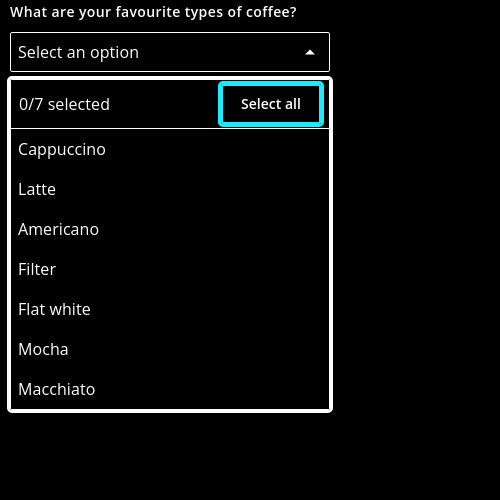 What are your favourite types of coffee?
Select an option
0/7 selected Select all
Cappuccino
Latte
Americano
Filter
Flat white
Mocha
Macchiato